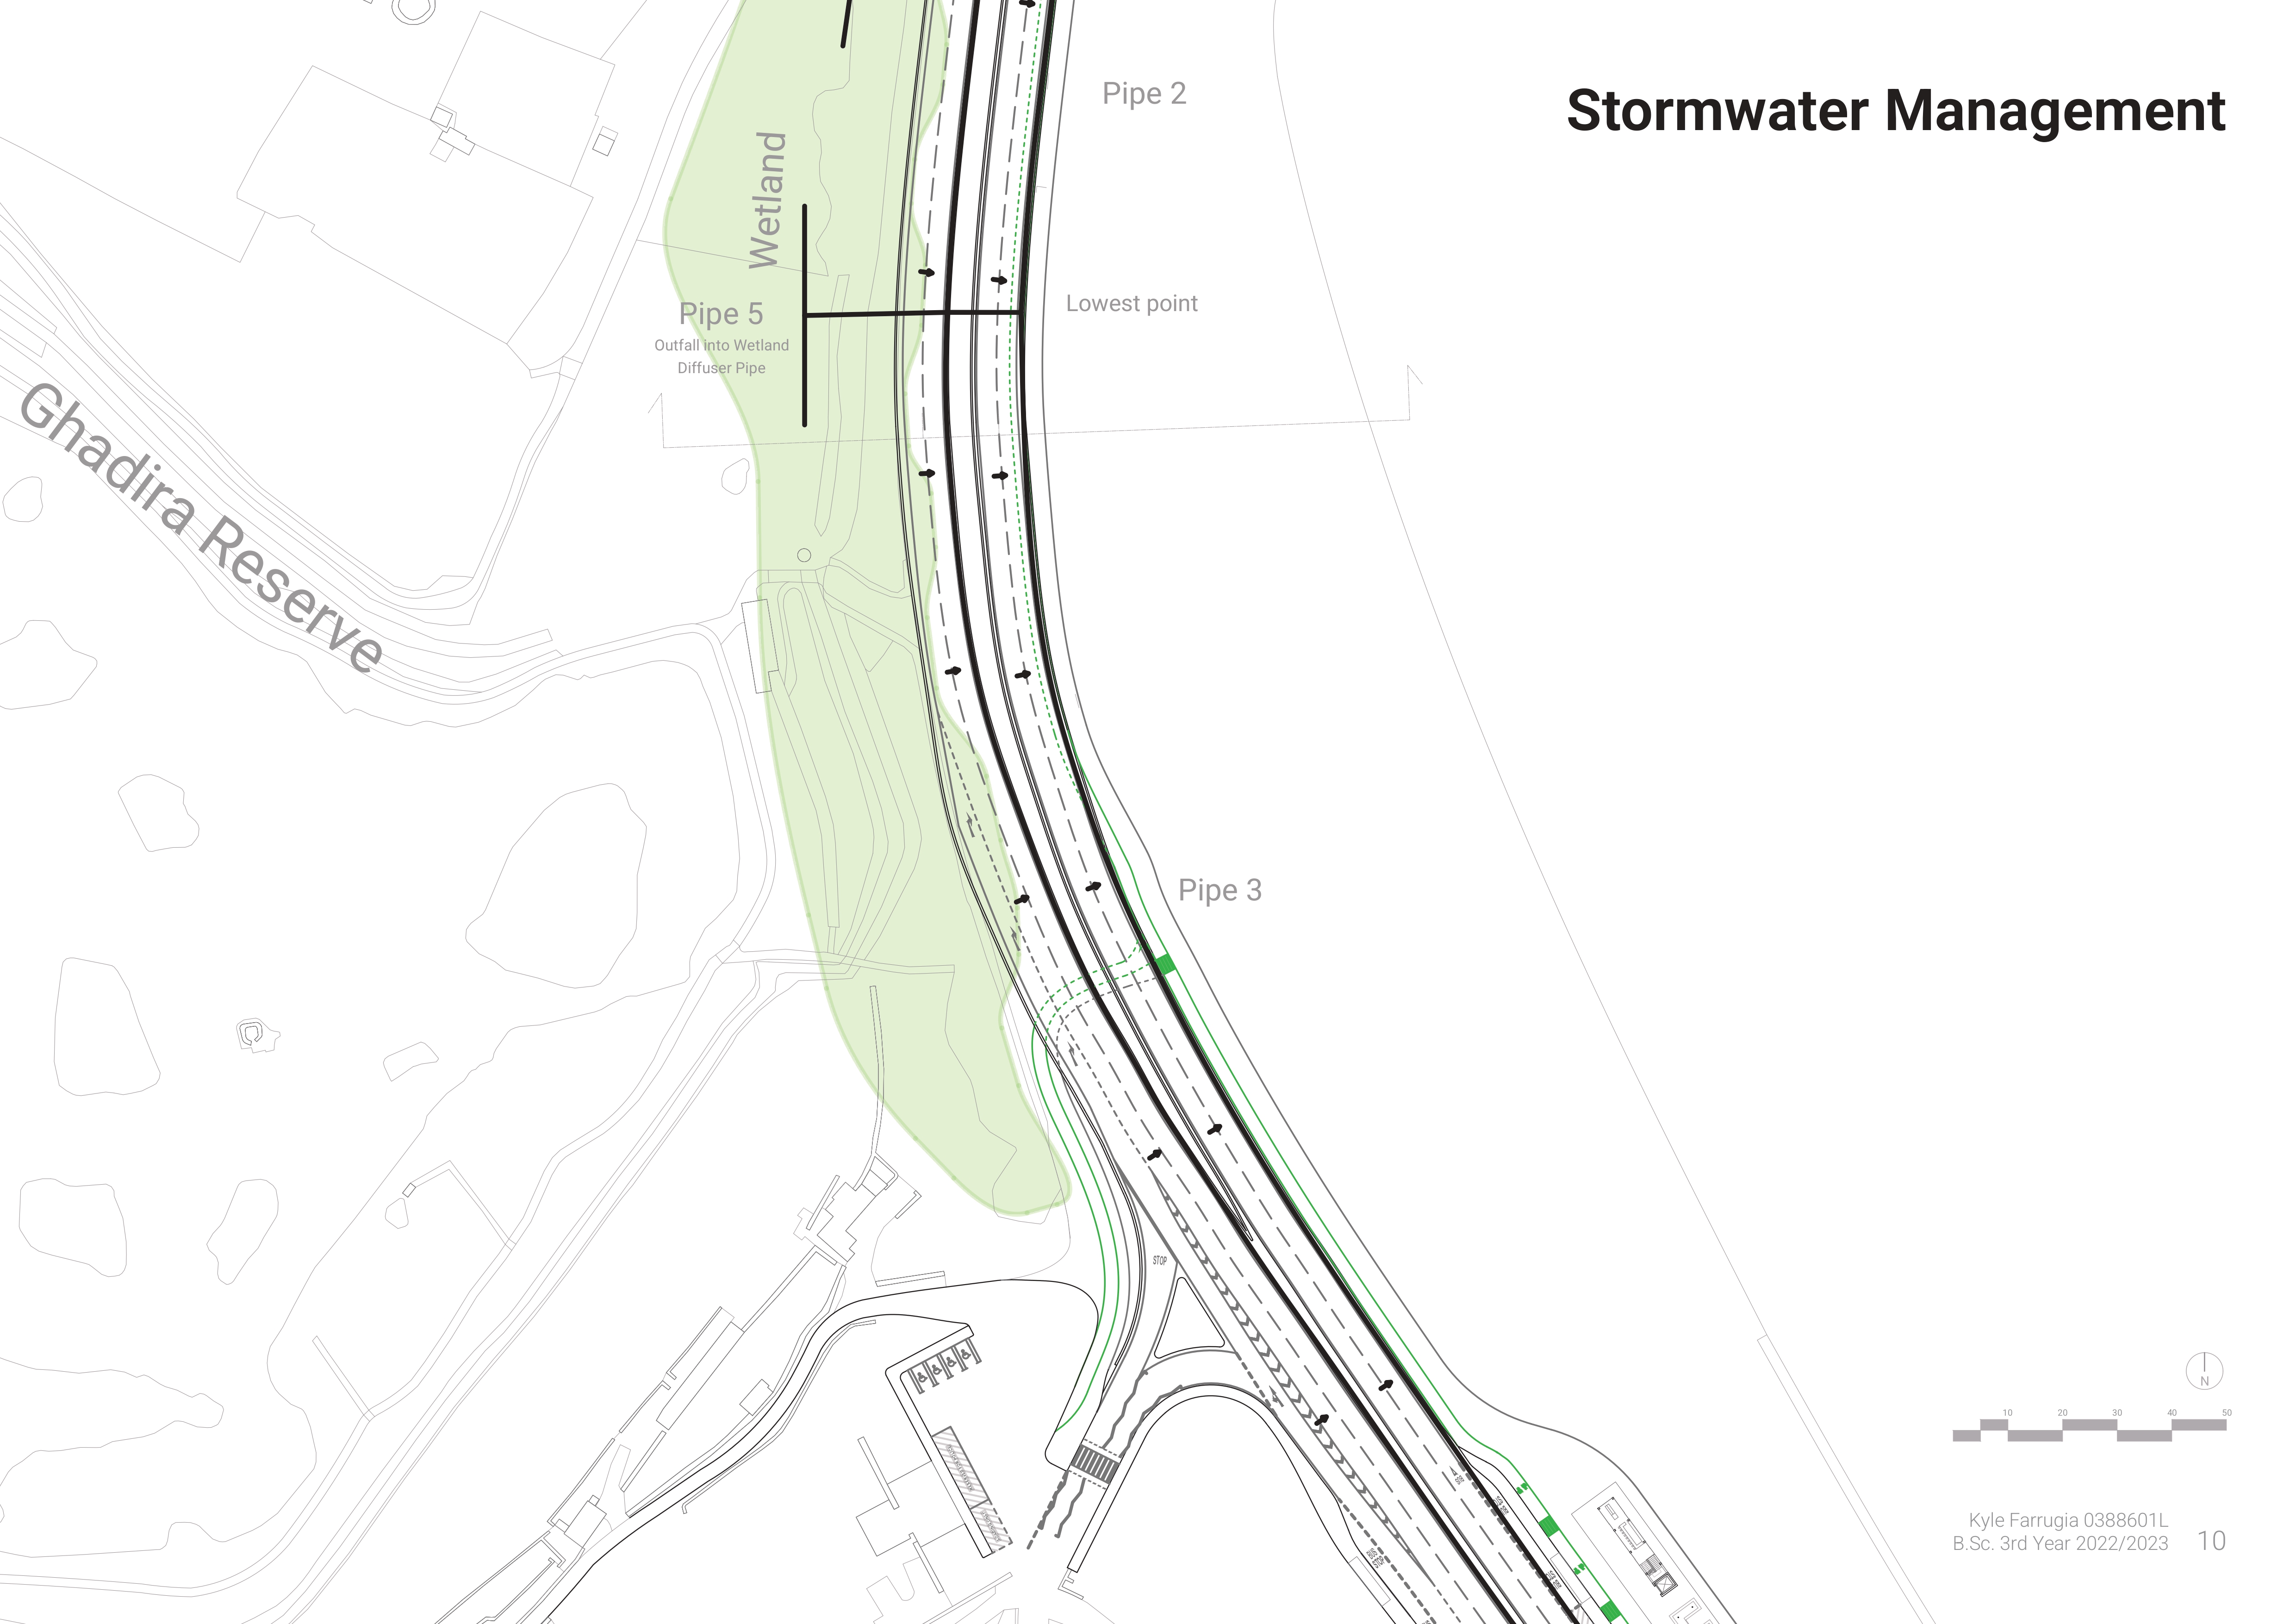 Stormwater Management
Pipe 2
Wetland
Lowest point
Pipe 5
Outfall into Wetland
Diffuser Pipe
Ghadira Reserve
Pipe 3
STOP
N
10 20 30 40 50
Kyle Farrugia 0388601L
B.Sc. 3rd Year 2022/2023
10